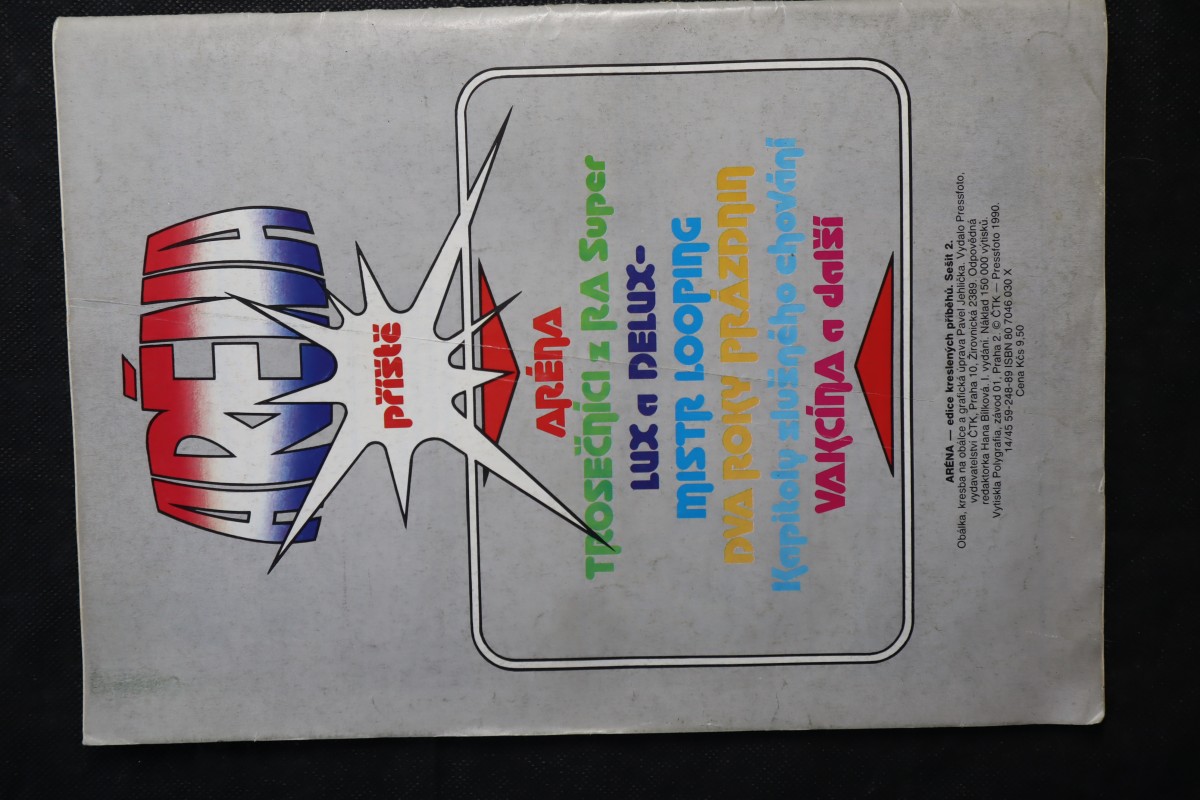 ARÉNA
příště
ARÉNA
TROSEČNÍCI z RA Super
LUX a DELUX-
MISTR LOOPING
DVA ROKY PRÁZDNIN
Kapitoly slušného chování
VAKCÍNA a další
ARÉNA — edice kreslených příběhů. Sešit 2.
Obálka, kresba na obálce a grafická úprava Pavel Jehlička. Vydalo Pressfoto,
vydavatelství ČTK, Praha 10, Žirovnická 2389. Odpovědná
redaktorka Hana Bílková. I. vydání. Náklad 150 000 výtisků.
Vytiskla Polygrafia, závod 01, Praha 2. © ČTK — Pressfoto 1990.
14/45 59-248-89 ISBN 80 7046 030 X
Cena Kčs 9,50